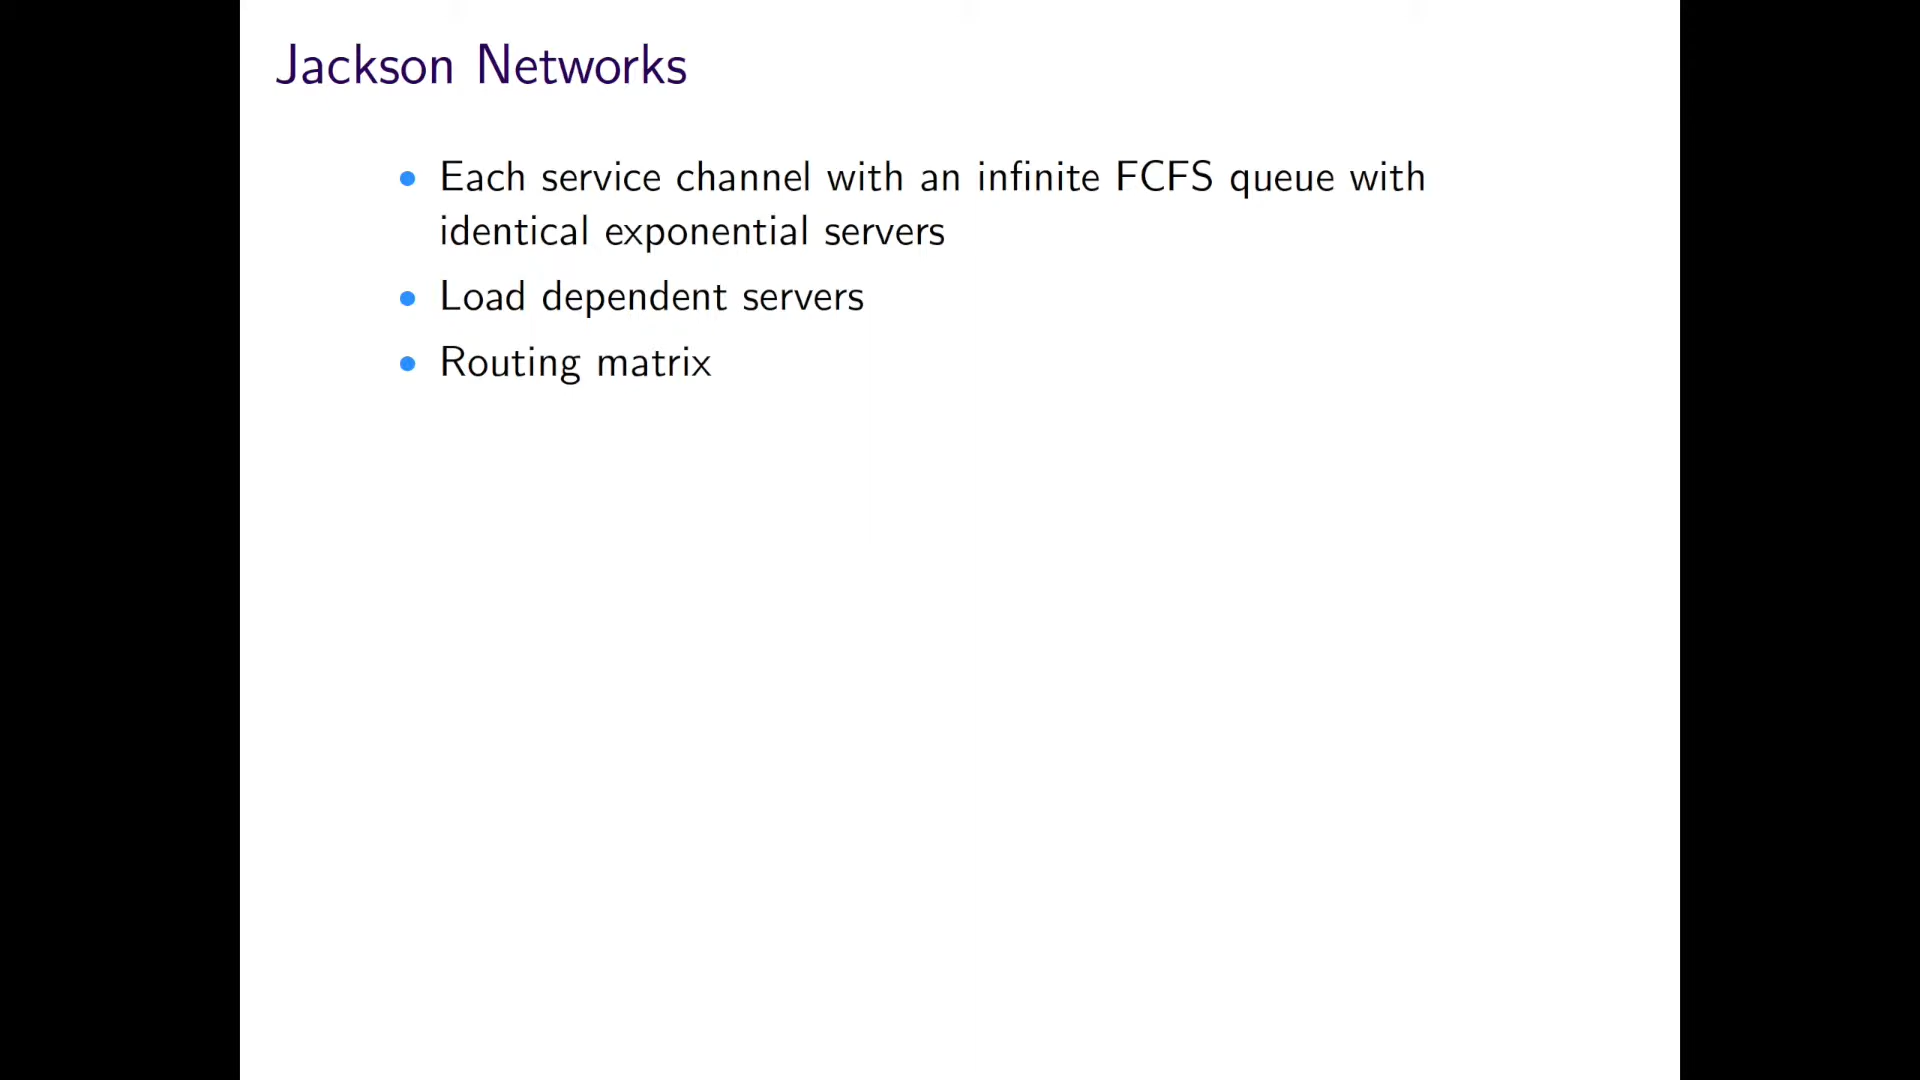 Jackson Networks
• Each service channel with an infinite FCFS queue with
identical exponential servers
• Load dependent servers
• Routing matrix